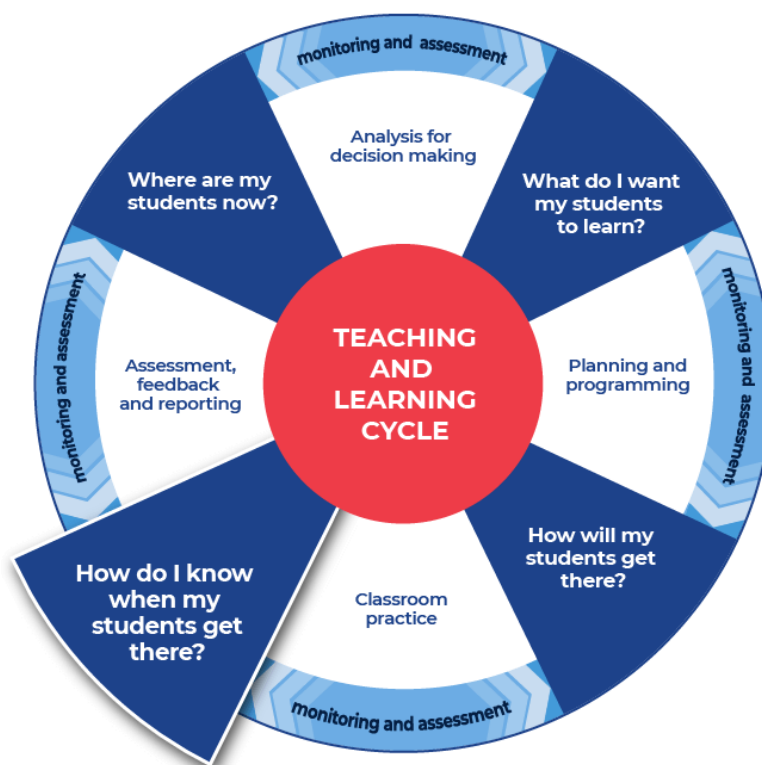 monitoring and assessment
Analysis for
decision making
What do I want
my students
to learn?
monitoring and assessment
Planning and
programming
How will my
students get
there?
Classroom
practice
monitoring and assessment
How do I know
when my
students get
there?
Assessment,
feedback
and reporting
monitoring and assessment
Where are my
students now?
TEACHING
AND
LEARNING
CYCLE